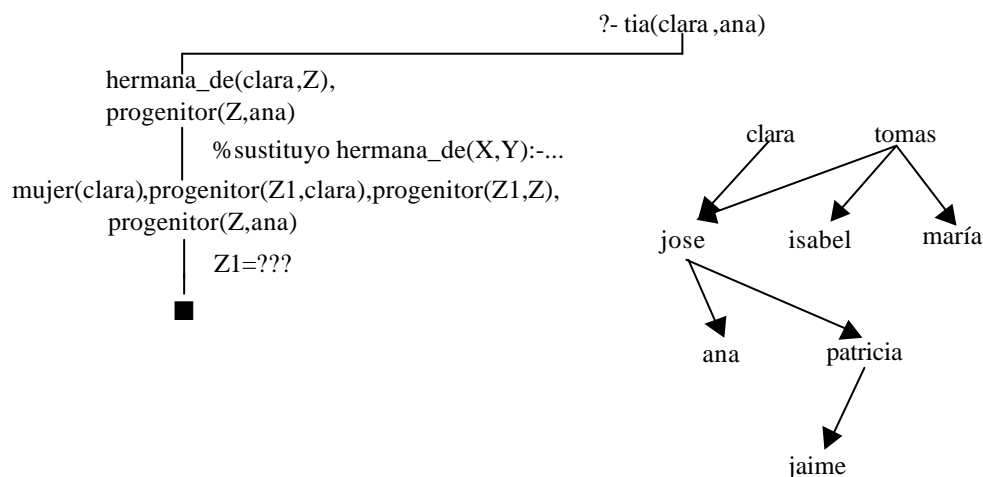 ?- tia(clara,ana)
hermana_de(clara,Z),
progenitor(Z,ana)
%sustituyo hermana_de(X,Y):-...
mujer(clara),progenitor(Z1,clara),progenitor(Z1,Z),
progenitor(Z,ana)
Z1=???
clara
tomas
jose
isabel
maría
ana
patricia
jaime